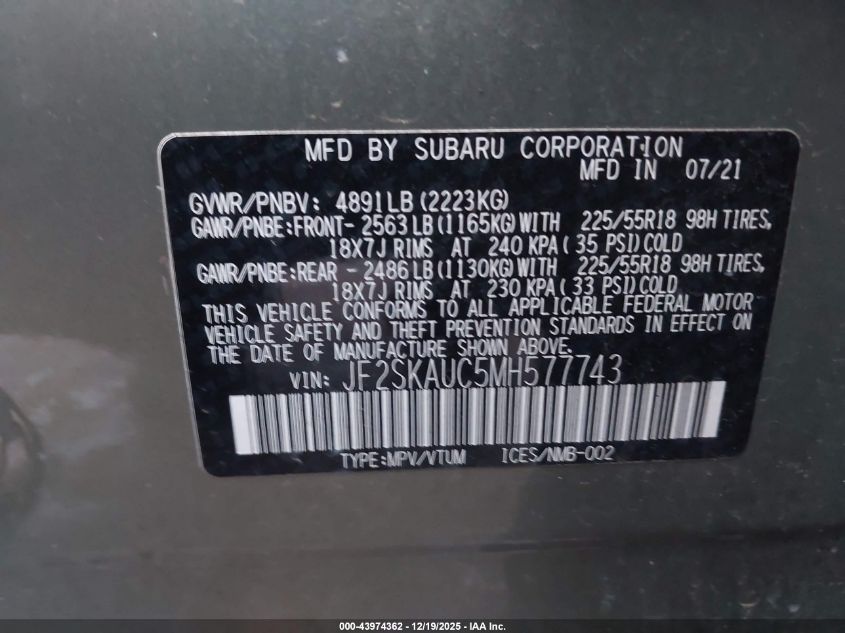 MFD BY SUBARU CORPORATION
MFD IN 07/21
GVWR/PNBV: 4891LB(2223KG)
GAWR/PNBE:FRONT- 2563LB(1165KG)WITH 225/55R18 98H TIRES,
18X7J RIMS AT 240 KPA( 35 PSI)COLD
GAWR/PNBE:REAR - 2486LB(1130KG)WITH 225/55R18 98H TIRES,
18X7J RIMS AT 230 KPA( 33 PSI)COLD
THIS VEHICLE CONFORMS TO ALL APPLICABLE FEDERAL MOTOR
VEHICLE SAFETY AND THEFT PREVENTION STANDARDS IN EFFECT ON
THE DATE OF MANUFACTURE SHOWN ABOVE.
VIN: JF2SKAUC5MH577743
TYPE:MPV/VTUM ICES/NMB-002
000-43974362 | 12/19/2025 - IAA Inc.